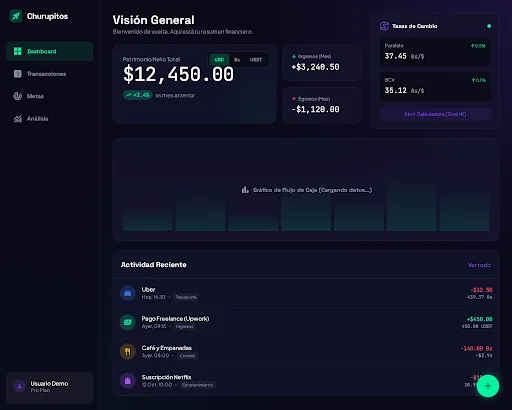 Churupitos
Dashboard
Transacciones
Metas
Análisis
Usuario Demo
Pro Plan
Visión General
Bienvenido de vuelta. Aquí está tu resumen financiero.
Patrimonio Neto Total
USD Bs USDT
$12,450.00
+2.4% vs mes anterior
Ingresos (Mes)
+$3,240.50
Egresos (Mes)
-$1,120.00
Tasas de Cambio
Paralelo
0.5%
37.45 Bs/$
BCV
0.1%
35.12 Bs/$
Abrir Calculadora [Cmd+K]
Gráfico de Flujo de Caja [Cargando datos...]
Actividad Reciente
Ver todo
Uber
Hoy, 14:30 • Transporte
-$12.50
439.37 Bs
Pago Freelance (Upwork)
Ayer, 09:15 • Ingresos
+$450.00
450.00 USDT
Café y Empanadas
Ayer, 08:00 • Comida
-140.00 Bs
-$3.94
Suscripción Netflix
12 Oct, 10:00 • Entretenimiento